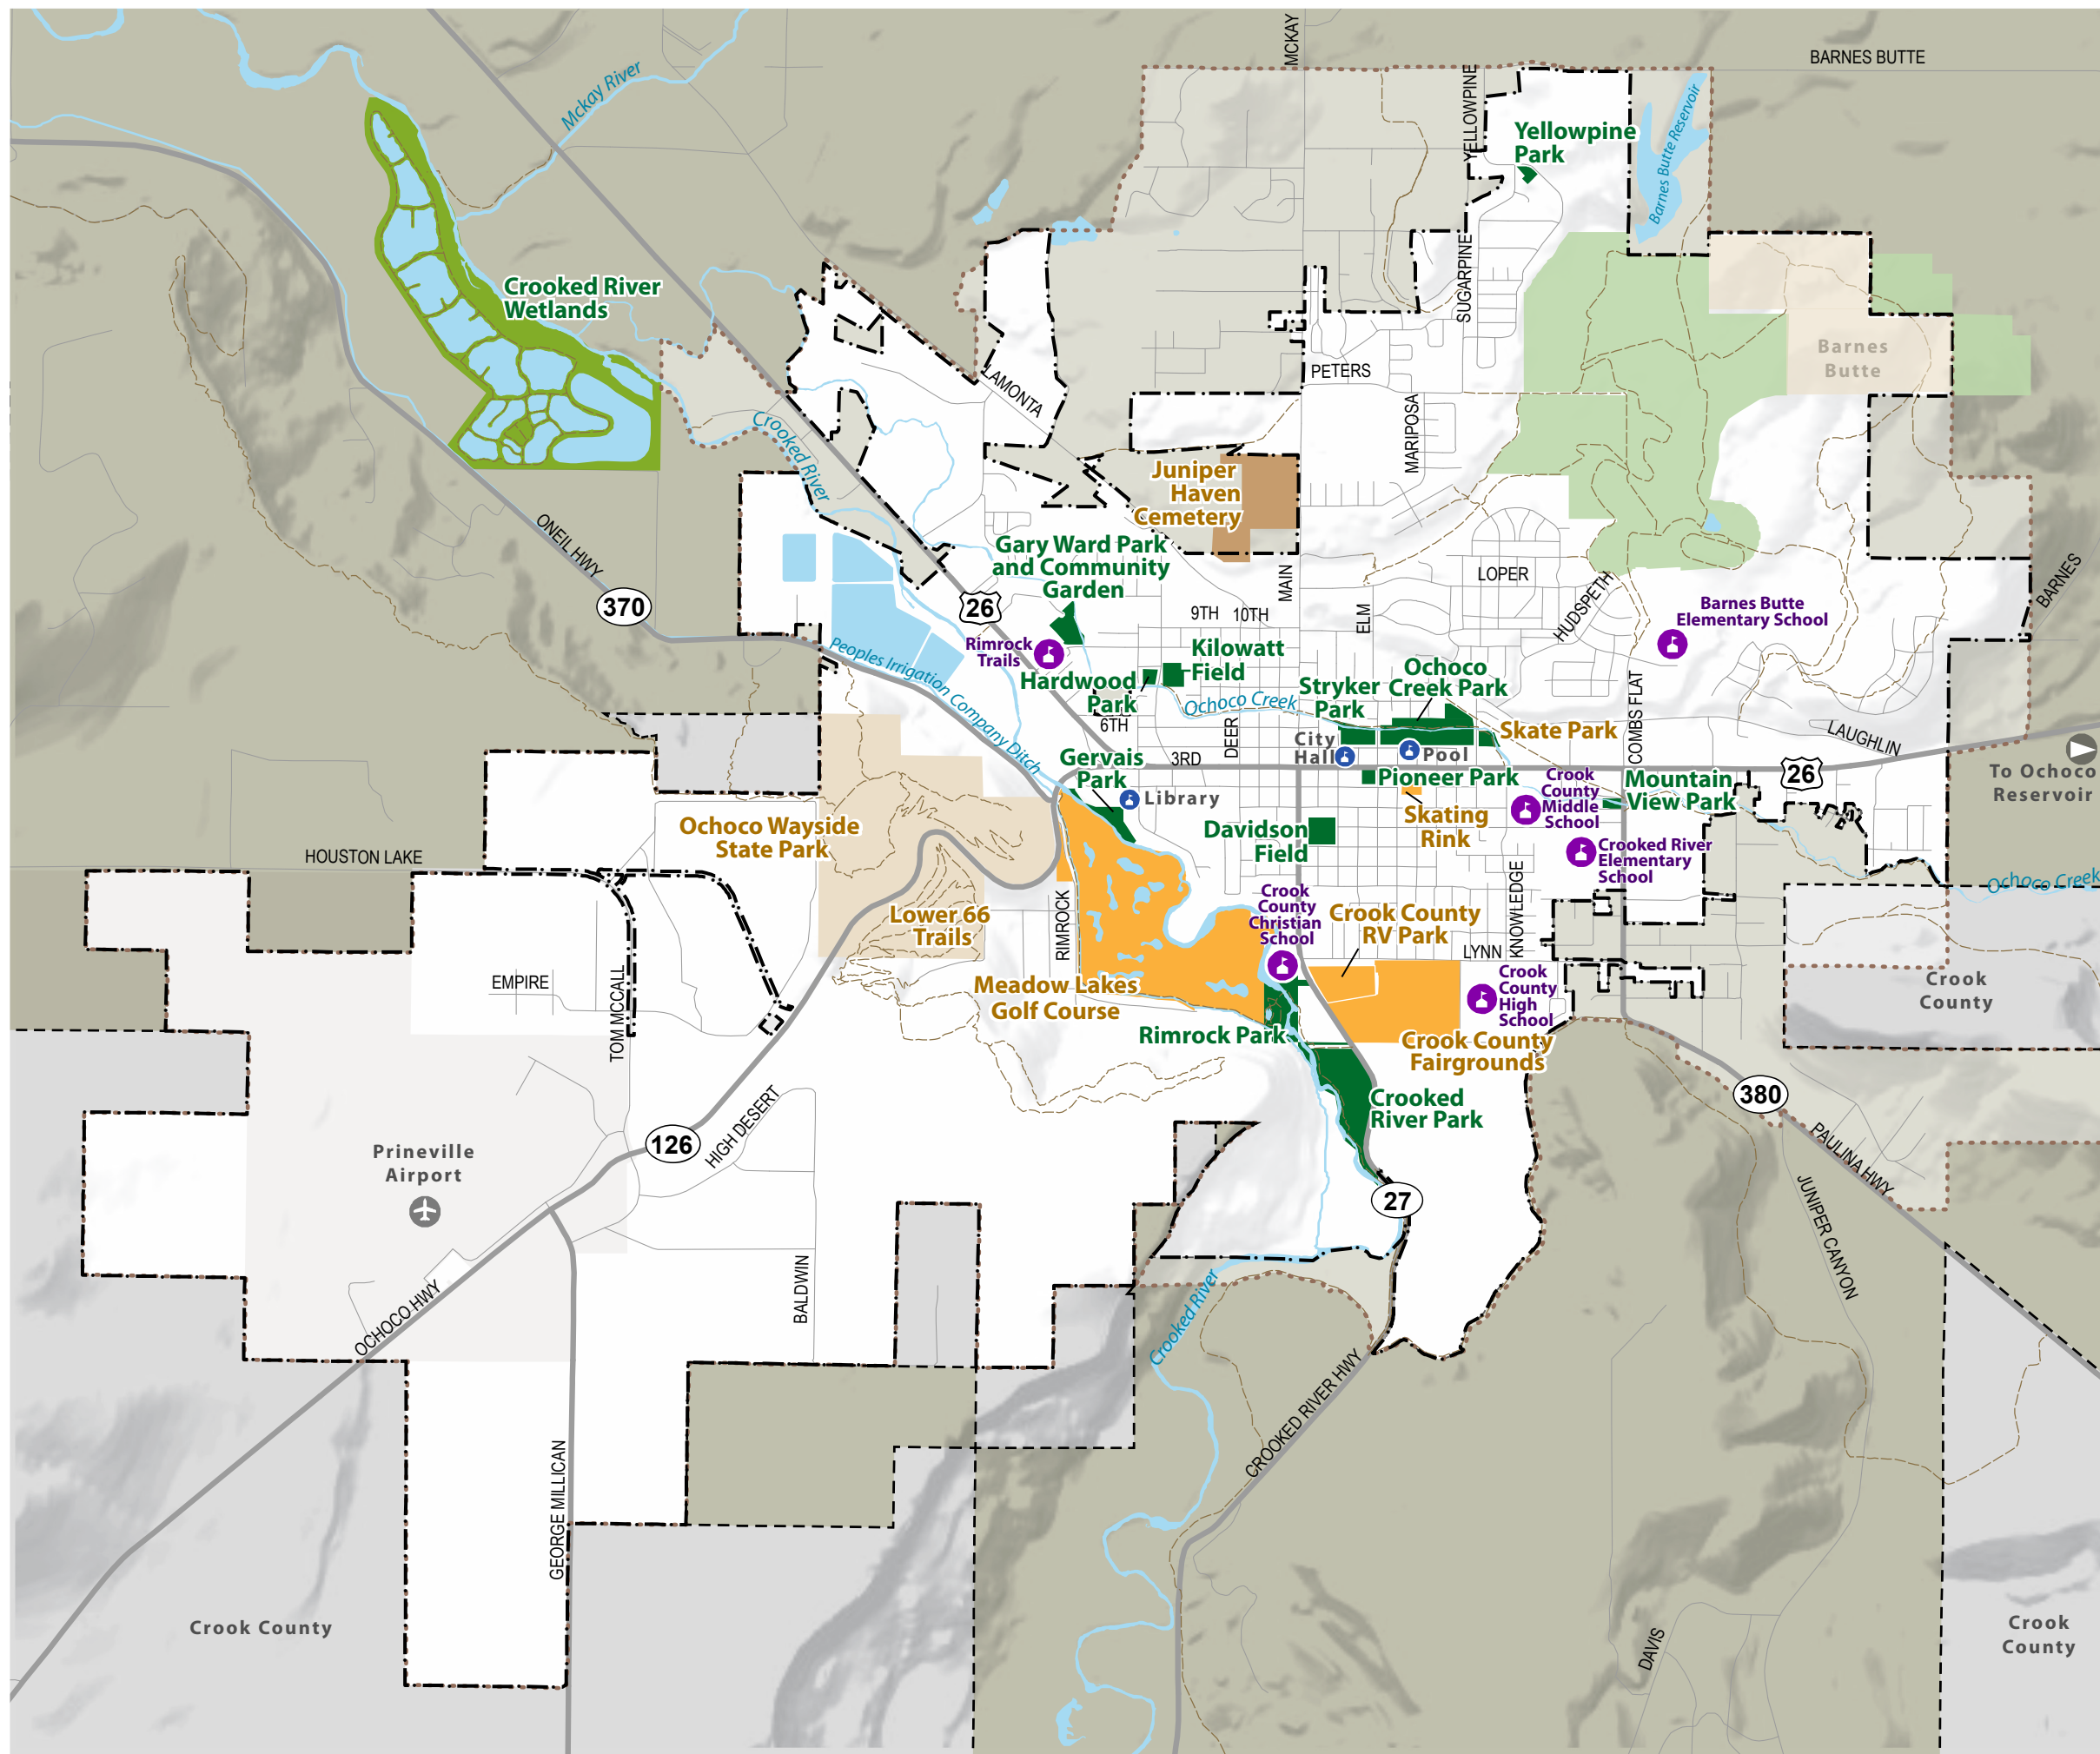 MCKAY
BARNES BUTTE
Mckay River
YELLOWPINE
Yellowpine
Park
Barnes Butte Reservoir
SUGARPINE
Crooked River
Wetlands
Barnes
Butte
PETERS
LAMONTA
MARIPOSA
Crooked River
Juniper
Haven
Cemetery
ONEIL HWY
370
Gary Ward Park
and Community
Garden
26
MAIN
LOPER
HUDSPETH
BARNES
9TH
10TH
ELM
Barnes Butte
Elementary School
Rimrock
Trails
Peoples Irrigation Company Ditch
Kilowatt
Field
Hardwood
Park
Ochoco
Creek Park
Stryker
Park
Ochoco Creek
6TH
DEER
City
Hall
Pool
Skate Park
COMBS FLAT
LAUGHLIN
26
To Ochoco
Reservoir
Gervais
Park
3RD
Library
Pioneer Park
Crook
County
Middle
School
Mountain
View Park
Skating
Rink
Davidson
Field
Crooked River
Elementary
School
Ochoco Wayside
State Park
HOUSTON LAKE
Ochoco Creek
Lower 66
Trails
RIMROCK
Crook
County
Christian
School
Crook County
RV Park
KNOWLEDGE
LYNN
EMPIRE
TOM MCCALL
Meadow Lakes
Golf Course
Crook
County
High
School
Crook
County
Rimrock Park
Crook County
Fairgrounds
Crooked
River Park
380
PAULINA HWY
126
HIGH DESERT
Prineville
Airport
27
JUNIPER CANYON
OCHOCO HWY
BALDWIN
Crooked River
CROOKED RIVER HWY
GEORGE MILLICAN
Crook County
DAVIS
Crook
County